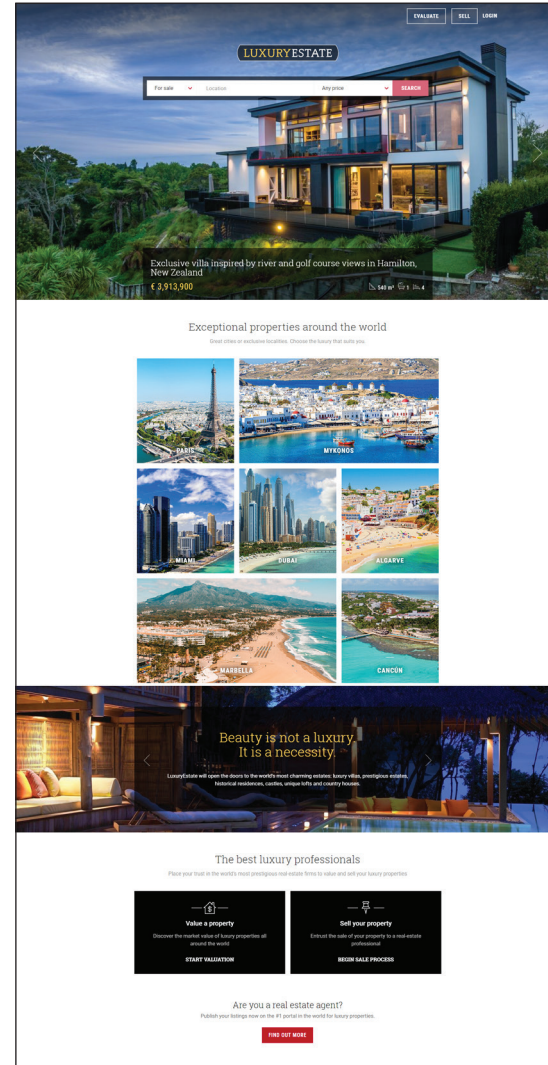 EVALUATE SELL LOGIN
LUXURYESTATE
For sale Location Any price SEARCH
Exclusive villa inspired by river and golf course views in Hamilton,
New Zealand
€ 3,913,900 540 m² 1 4
Exceptional properties around the world
Great cities or exclusive localities. Choose the luxury that suits you.
PARIS MYKONOS
MIAMI DUBAI ALGARVE
MARBELLA CANCÚN
Beauty is not a luxury.
It is a necessity.
LuxuryEstate will open the doors to the world's most charming estates: luxury villas, prestigious estates,
historical residences, castles, unique lofts and country houses.
The best luxury professionals
Place your trust in the world's most prestigious real estate firms to value and sell your luxury properties
Value a property
Discover the market value of luxury properties all
around the world
START VALUATION
Sell your property
Entrust the sale of your property to a real-estate
professional
BEGIN SALE PROCESS
Are you a real estate agent?
Publish your listings now on the #1 portal in the world for luxury properties.
FIND OUT MORE